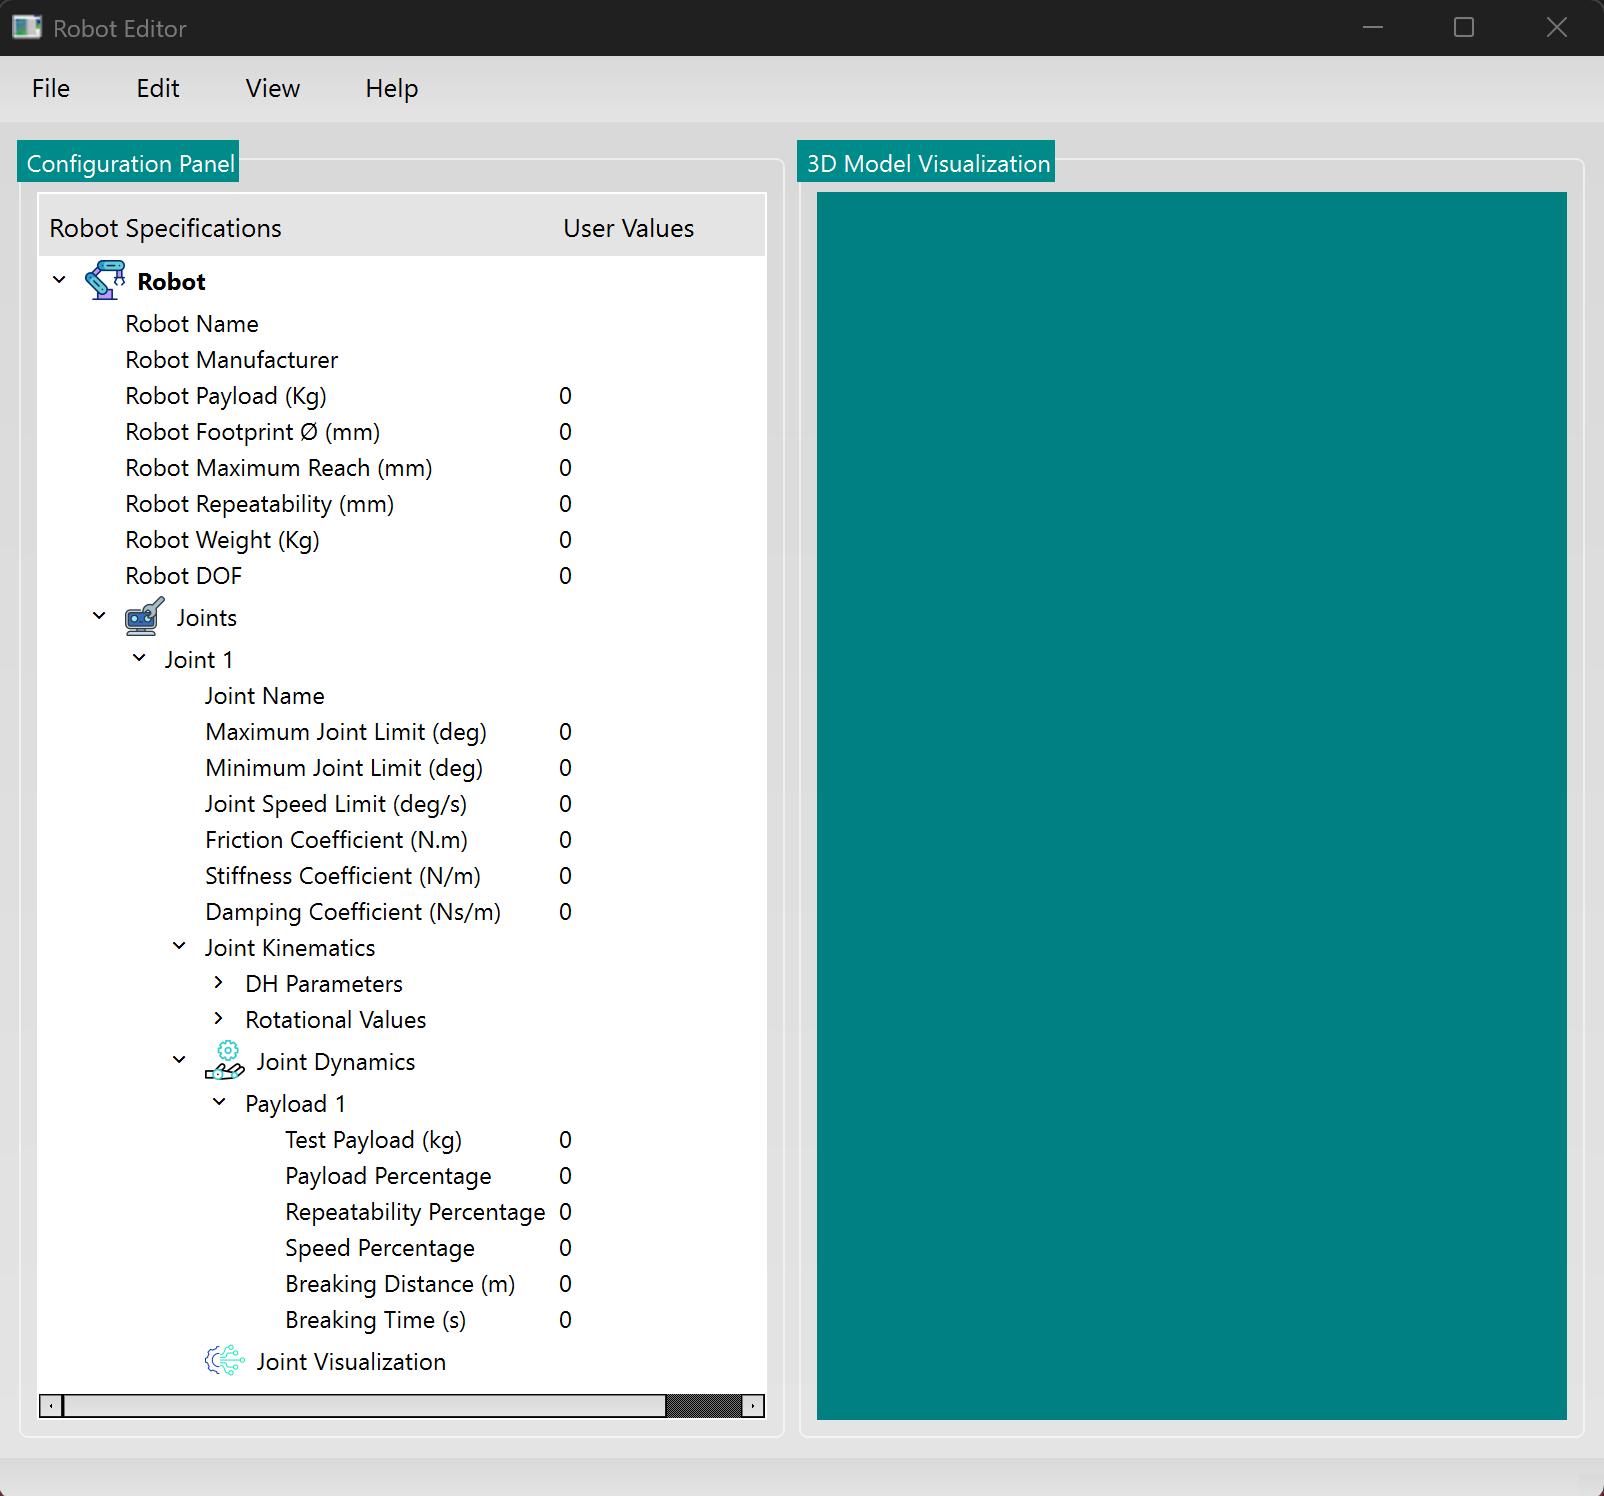 Robot Editor
File Edit View Help
Configuration Panel
Robot Specifications User Values
Robot
Robot Name
Robot Manufacturer
Robot Payload (Kg) 0
Robot Footprint Ø (mm) 0
Robot Maximum Reach (mm) 0
Robot Repeatability (mm) 0
Robot Weight (Kg) 0
Robot DOF 0
Joints
Joint 1
Joint Name
Maximum Joint Limit (deg) 0
Minimum Joint Limit (deg) 0
Joint Speed Limit (deg/s) 0
Friction Coefficient (N.m) 0
Stiffness Coefficient (N/m) 0
Damping Coefficient (Ns/m) 0
Joint Kinematics
DH Parameters
Rotational Values
Joint Dynamics
Payload 1
Test Payload (kg) 0
Payload Percentage 0
Repeatability Percentage 0
Speed Percentage 0
Breaking Distance (m) 0
Breaking Time (s) 0
Joint Visualization
3D Model Visualization